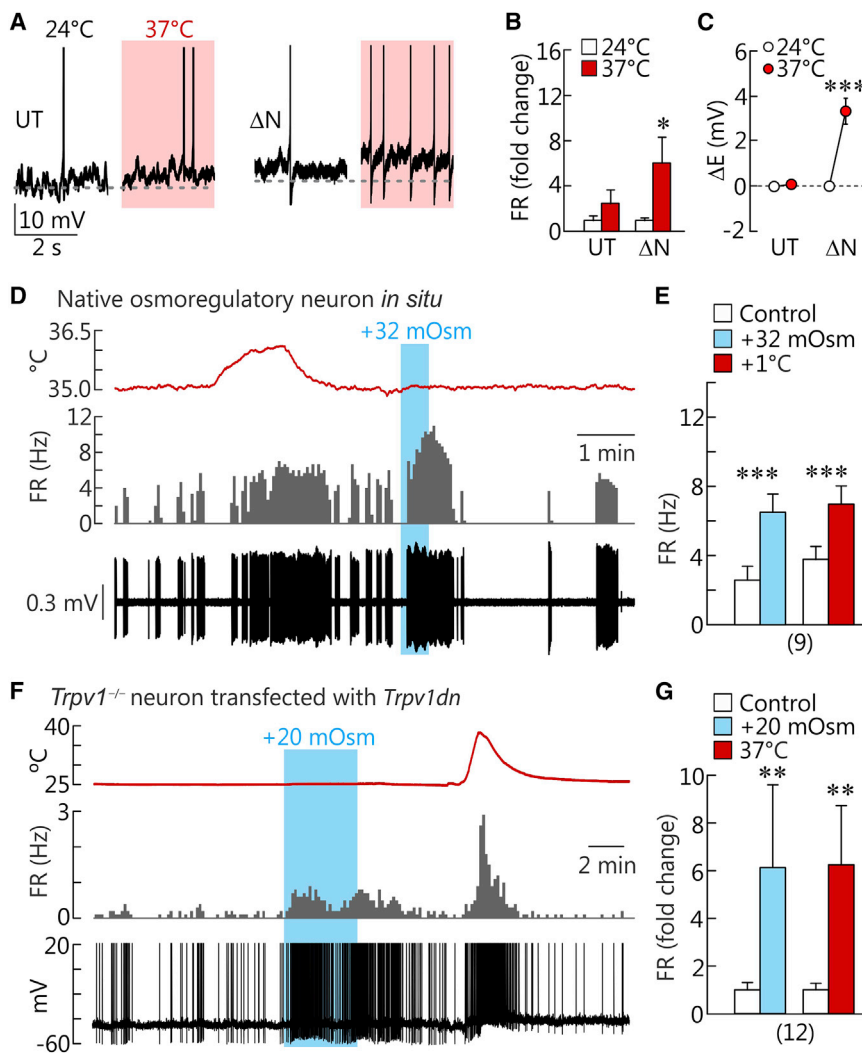 A
24°C 37°C
UT
ΔN
10 mV
2 s
B
24°C
37°C
16
12
8
4
0
FR (fold change)
*
UT ΔN
C
24°C
37°C
6
4
2
0
-2
ΔE (mV)
***
UT ΔN
D Native osmoregulatory neuron in situ
+32 mOsm
36.5
35.0
°C
12
8
4
0
FR (Hz)
1 min
0.3 mV
E
Control
+32 mOsm
+1°C
12
8
4
0
FR (Hz)
*** ***
(9)
F Trpv1−/− neuron transfected with Trpv1dn
+20 mOsm
40
25
ºC
3
0
FR (Hz)
2 min
20
-60
mV
G
Control
+20 mOsm
37°C
10
8
6
4
2
0
FR (fold change)
** **
(12)